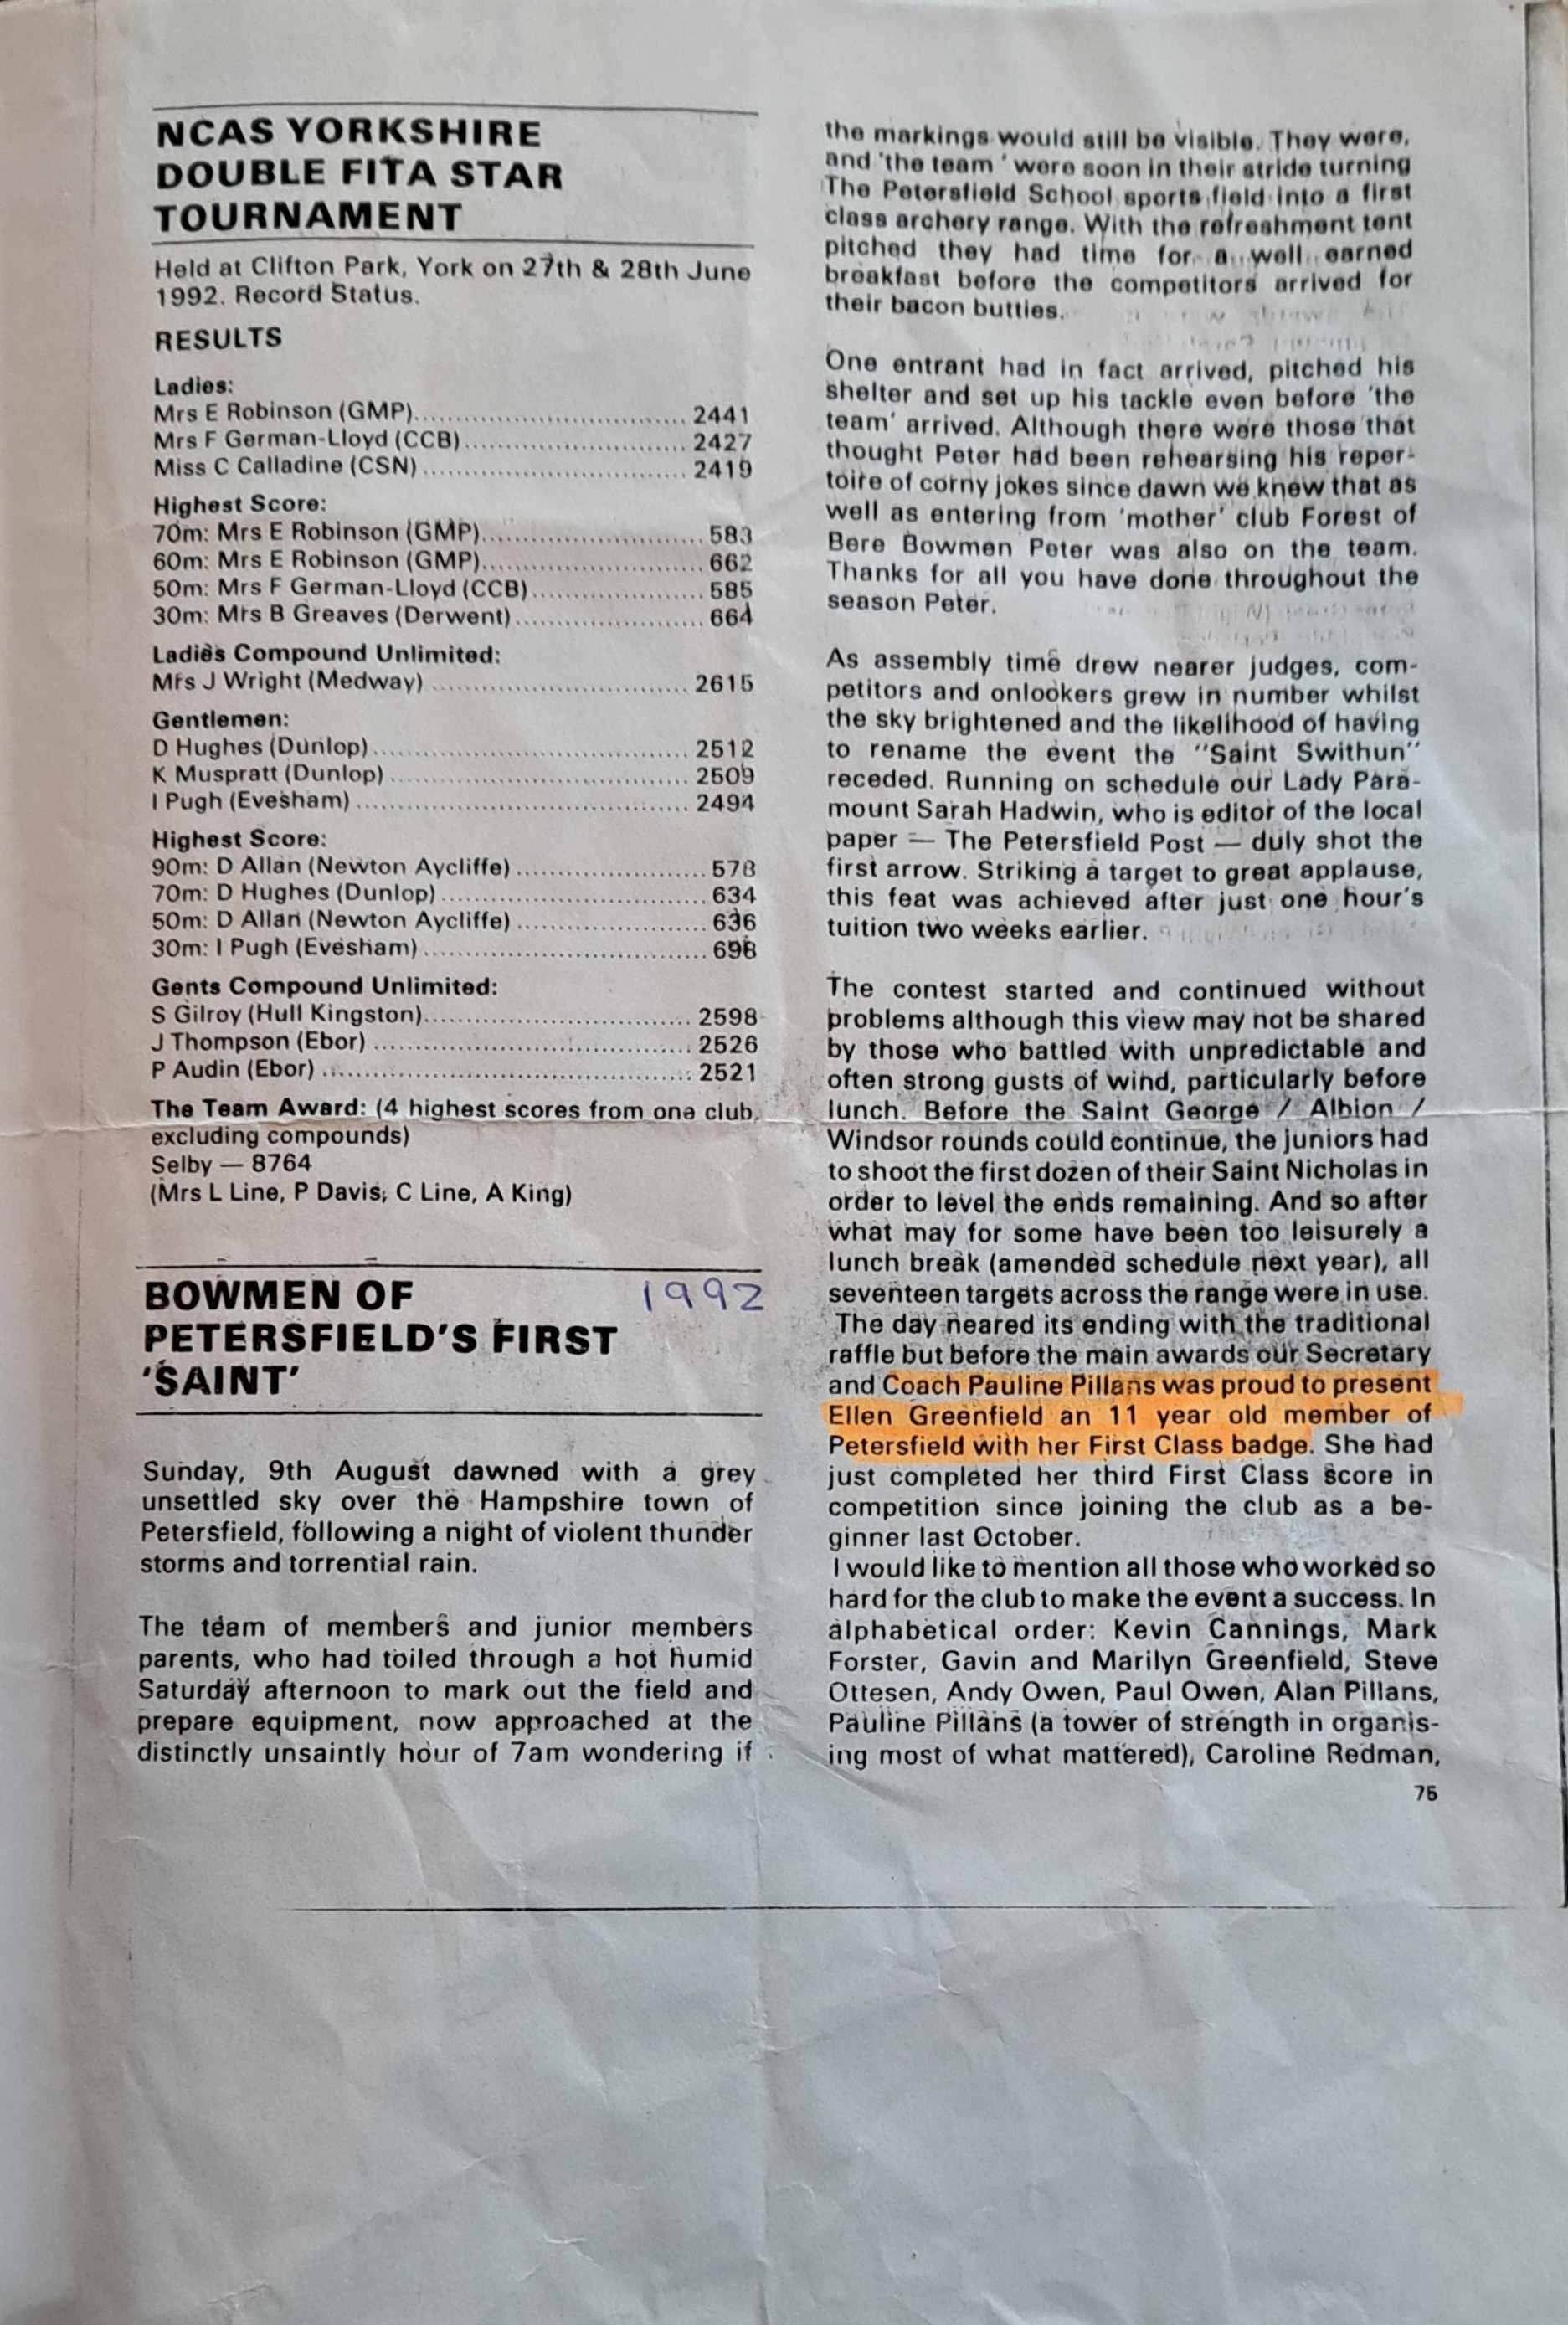 NCAS YORKSHIRE
DOUBLE FITA STAR
TOURNAMENT
Held at Clifton Park, York on 27th & 28th June
1992. Record Status.
RESULTS
Ladies:
Mrs E Robinson (GMP)................................ 2441
Mrs F German-Lloyd (CCB).......................... 2427
Miss C Calladine (CSN)............................... 2419
Highest Score:
70m: Mrs E Robinson (GMP).......................... 583
60m: Mrs E Robinson (GMP).......................... 662
50m: Mrs F German-Lloyd (CCB).................... 585
30m: Mrs B Greaves (Derwent)...................... 664
Ladies Compound Unlimited:
Mrs J Wright (Medway).............................. 2615
Gentlemen:
D Hughes (Dunlop).................................... 2512
K Muspratt (Dunlop).................................. 2509
I Pugh (Evesham)...................................... 2494
Highest Score:
90m: D Allan (Newton Aycliffe)...................... 578
70m: D Hughes (Dunlop).............................. 634
50m: D Allan (Newton Aycliffe)...................... 636
30m: I Pugh (Evesham)................................ 698
Gents Compound Unlimited:
S Gilroy (Hull Kingston)............................... 2598
J Thompson (Ebor).................................... 2526
P Audin (Ebor).......................................... 2521
The Team Award: (4 highest scores from one club,
excluding compounds)
Selby — 8764
(Mrs L Line, P Davis, C Line, A King)
BOWMEN OF 1992
PETERSFIELD'S FIRST
'SAINT'
Sunday, 9th August dawned with a grey
unsettled sky over the Hampshire town of
Petersfield, following a night of violent thunder
storms and torrential rain.
The team of members and junior members
parents, who had toiled through a hot humid
Saturday afternoon to mark out the field and
prepare equipment, now approached at the
distinctly unsaintly hour of 7am wondering if
the markings would still be visible. They were,
and 'the team ' were soon in their stride turning
The Petersfield School sports field into a first
class archery range. With the refreshment tent
pitched they had time for a well earned
breakfast before the competitors arrived for
their bacon butties.
One entrant had in fact arrived, pitched his
shelter and set up his tackle even before 'the
team' arrived. Although there were those that
thought Peter had been rehearsing his reper-
toire of corny jokes since dawn we knew that as
well as entering from 'mother' club Forest of
Bere Bowmen Peter was also on the team.
Thanks for all you have done throughout the
season Peter.
As assembly time drew nearer judges, com-
petitors and onlookers grew in number whilst
the sky brightened and the likelihood of having
to rename the event the "Saint Swithun"
receded. Running on schedule our Lady Para-
mount Sarah Hadwin, who is editor of the local
paper — The Petersfield Post — duly shot the
first arrow. Striking a target to great applause,
this feat was achieved after just one hour's
tuition two weeks earlier.
The contest started and continued without
problems although this view may not be shared
by those who battled with unpredictable and
often strong gusts of wind, particularly before
lunch. Before the Saint George / Albion /
Windsor rounds could continue, the juniors had
to shoot the first dozen of their Saint Nicholas in
order to level the ends remaining. And so after
what may for some have been too leisurely a
lunch break (amended schedule next year), all
seventeen targets across the range were in use.
The day neared its ending with the traditional
raffle but before the main awards our Secretary
and Coach Pauline Pillans was proud to present
Ellen Greenfield an 11 year old member of
Petersfield with her First Class badge. She had
just completed her third First Class score in
competition since joining the club as a be-
ginner last October.
I would like to mention all those who worked so
hard for the club to make the event a success. In
alphabetical order: Kevin Cannings, Mark
Forster, Gavin and Marilyn Greenfield, Steve
Ottesen, Andy Owen, Paul Owen, Alan Pillans,
Pauline Pillans (a tower of strength in organis-
ing most of what mattered), Caroline Redman,
75